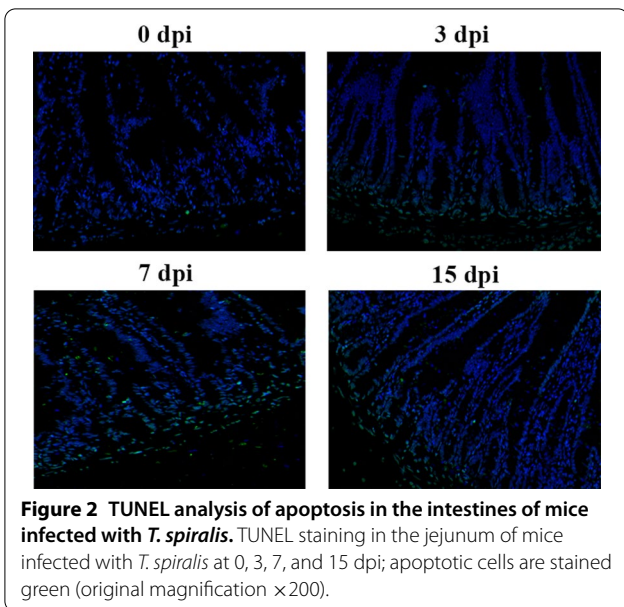 0 dpi
3 dpi
7 dpi
15 dpi
Figure 2 TUNEL analysis of apoptosis in the intestines of mice
infected with T. spiralis. TUNEL staining in the jejunum of mice
infected with T. spiralis at 0, 3, 7, and 15 dpi; apoptotic cells are stained
green (original magnification ×200).